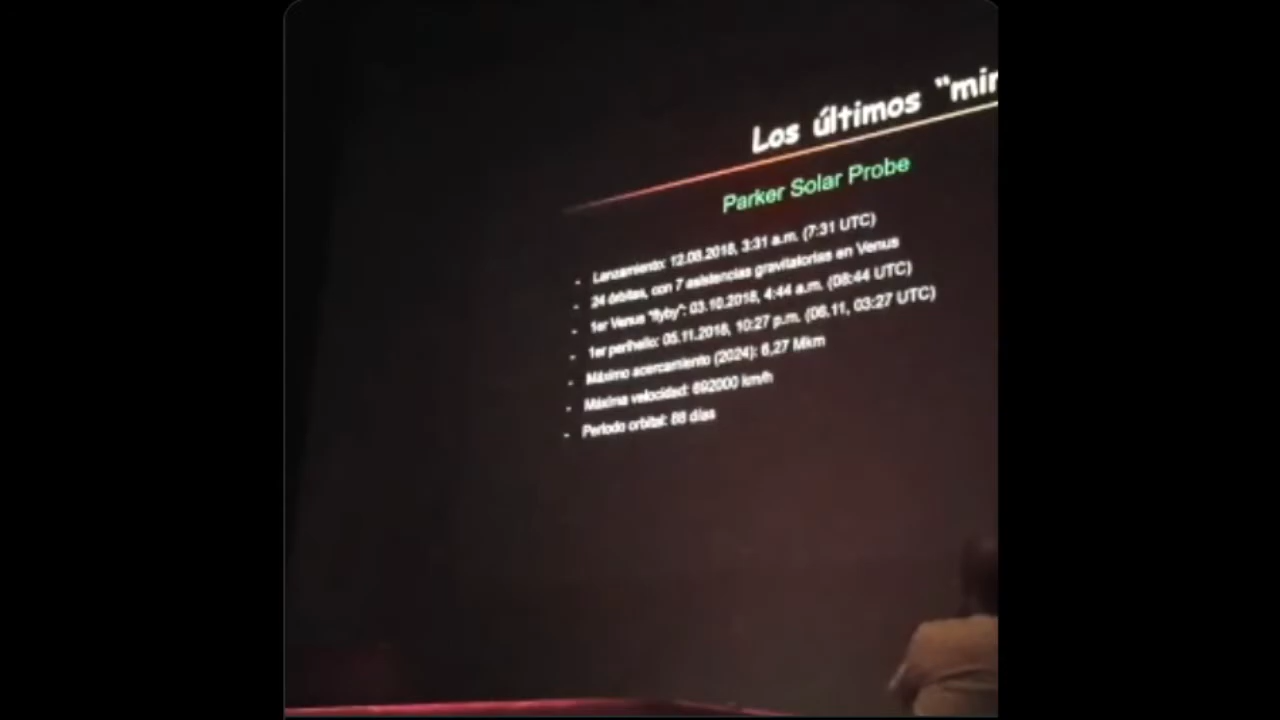 Los últimos “min
Parker Solar Probe
- Lanzamiento: 12.08.2018, 3:31 a.m. (7:31 UTC)
- 24 órbitas, con 7 asistencias gravitatorias en Venus
- 1er Venus "flyby": 03.10.2018, 4:44 a.m. (08:44 UTC)
- 1er perihelio: 05.11.2018, 10:27 p.m. (06.11, 03:27 UTC)
- Máximo acercamiento (2024): 6,27 Mkm
- Máxima velocidad: 692000 km/h
- Periodo orbital: 88 días